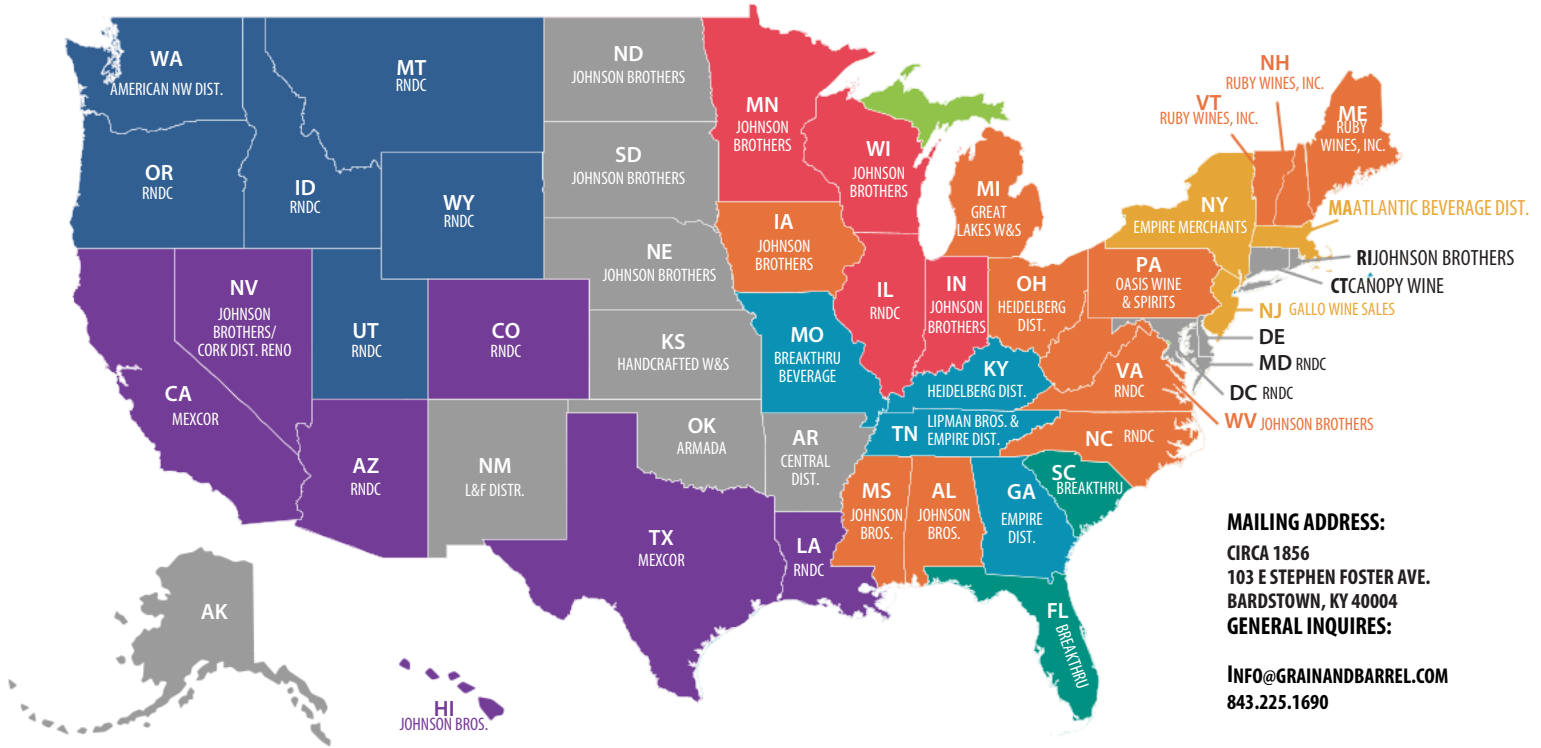 WA
AMERICAN NW DIST.
MT
RNDC
ND
JOHNSON BROTHERS
MN
JOHNSON
BROTHERS
NH
RUBY WINES, INC.
VT
RUBY WINES, INC.
ME
RUBY
WINES, INC.
OR
RNDC
ID
RNDC
WY
RNDC
SD
JOHNSON BROTHERS
WI
JOHNSON
BROTHERS
MI
GREAT
LAKES W&S
NY
EMPIRE MERCHANTS
MAATLANTIC BEVERAGE DIST.
RIJOHNSON BROTHERS
CTCANOPY WINE
NJ GALLO WINE SALES
DE
MD RNDC
DC RNDC
WV JOHNSON BROTHERS
NE
JOHNSON BROTHERS
IA
JOHNSON
BROTHERS
IL
RNDC
IN
JOHNSON
BROTHERS
OH
HEIDELBERG
DIST.
PA
OASIS WINE
& SPIRITS
NV
JOHNSON
BROTHERS/
CORK DIST. RENO
UT
RNDC
CO
RNDC
KS
HANDCRAFTED W&S
MO
BREAKTHRU
BEVERAGE
KY
HEIDELBERG DIST.
VA
RNDC
CA
MEXCOR
AZ
RNDC
NM
L&F DISTR.
OK
ARMADA
AR
CENTRAL
DIST.
TN
LIPMAN BROS. &
EMPIRE DIST.
NC RNDC
SC
BREAKTHRU
TX
MEXCOR
LA
RNDC
MS
JOHNSON
BROS.
AL
JOHNSON
BROS.
GA
EMPIRE
DIST.
FL
BREAKTHRU
AK
HI
JOHNSON BROS.
MAILING ADDRESS:
CIRCA 1856
103 E STEPHEN FOSTER AVE.
BARDSTOWN, KY 40004
GENERAL INQUIRES:
INFO@GRAINANDBARREL.COM
843.225.1690